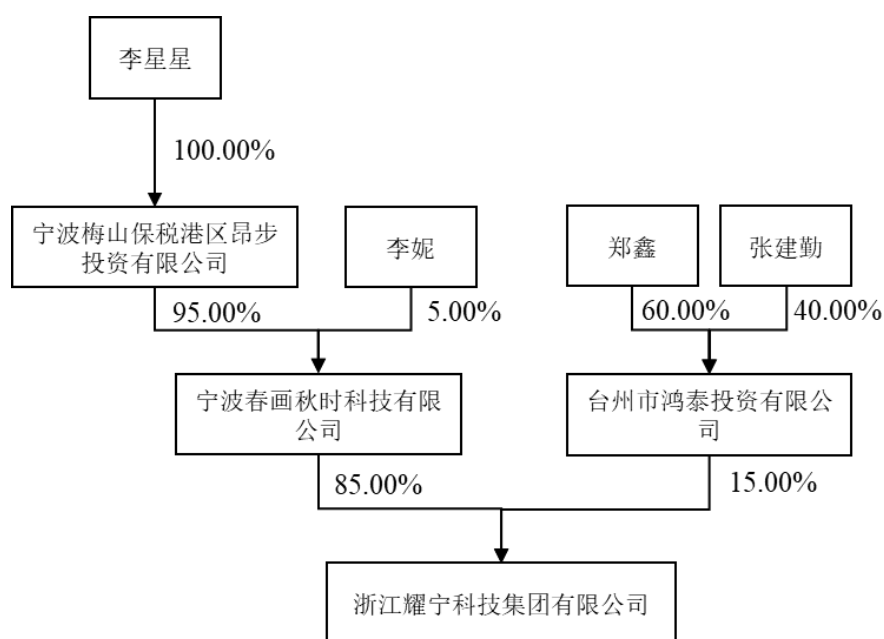 李星星
100.00%
宁波梅山保税港区昂步
投资有限公司
李妮
郑鑫
张建勤
95.00%
5.00%
60.00%
40.00%
宁波春画秋时科技有限
公司
台州市鸿泰投资有限公
司
85.00%
15.00%
浙江耀宁科技集团有限公司